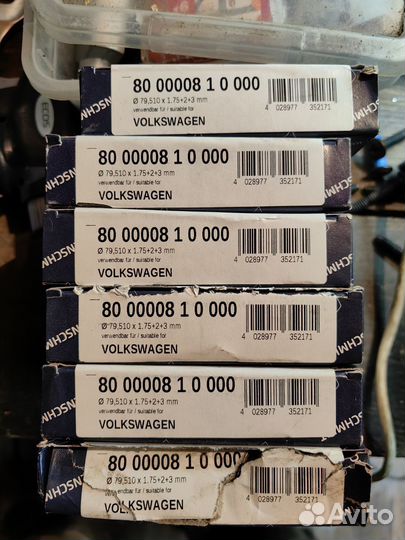 80 00008 1 0 000
Ø 79,510 x 1.75+2+3 mm
verwendbar für / suitable for
VOLKSWAGEN
4 028977 352171
80 00008 1 0 000
Ø 79,510 x 1.75+2+3 mm
verwendbar für / suitable for
VOLKSWAGEN
4 028977 352171
80 00008 1 0 000
Ø 79,510 x 1.75+2+3 mm
verwendbar für / suitable for
VOLKSWAGEN
4 028977 352171
80 00008 1 0 000
Ø 79,510 x 1.75+2+3 mm
verwendbar für / suitable for
VOLKSWAGEN
4 028977 352171
80 00008 1 0 000
Ø 79,510 x 1.75+2+3 mm
verwendbar für / suitable for
VOLKSWAGEN
4 028977 352171
80 00008 1 0 000
Ø 79,510 x 1.75+2+3 mm
verwendbar für / suitable for
VOLKSWAGEN
4 028977 352171
Avito